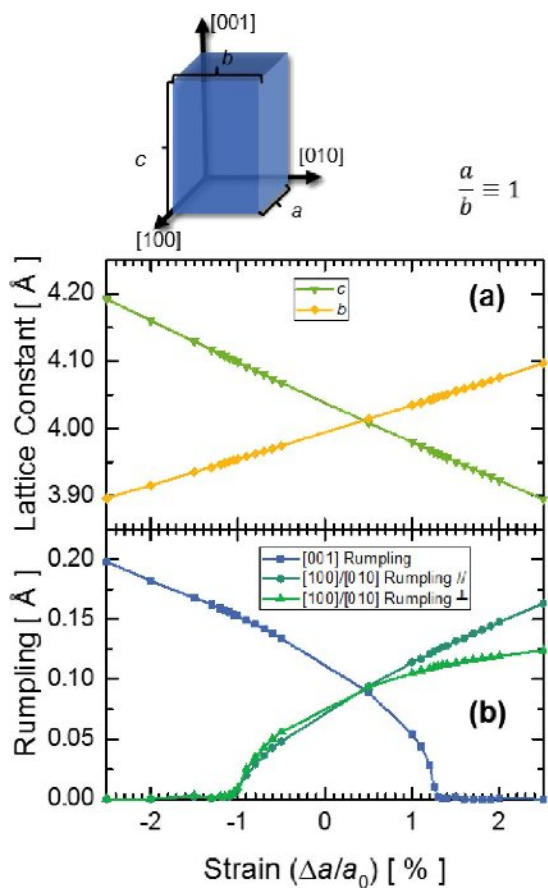 [001]
b
c
[010]
a
[100]
a/b ≡ 1
(a)
c
b
Lattice Constant [ Å ]
4.20
4.10
4.00
3.90
(b)
[001] Rumpling
[100]/[010] Rumpling //
[100]/[010] Rumpling ⊥
Rumpling [ Å ]
0.20
0.15
0.10
0.05
0.00
-2 -1 0 1 2
Strain (Δa/a₀) [ % ]